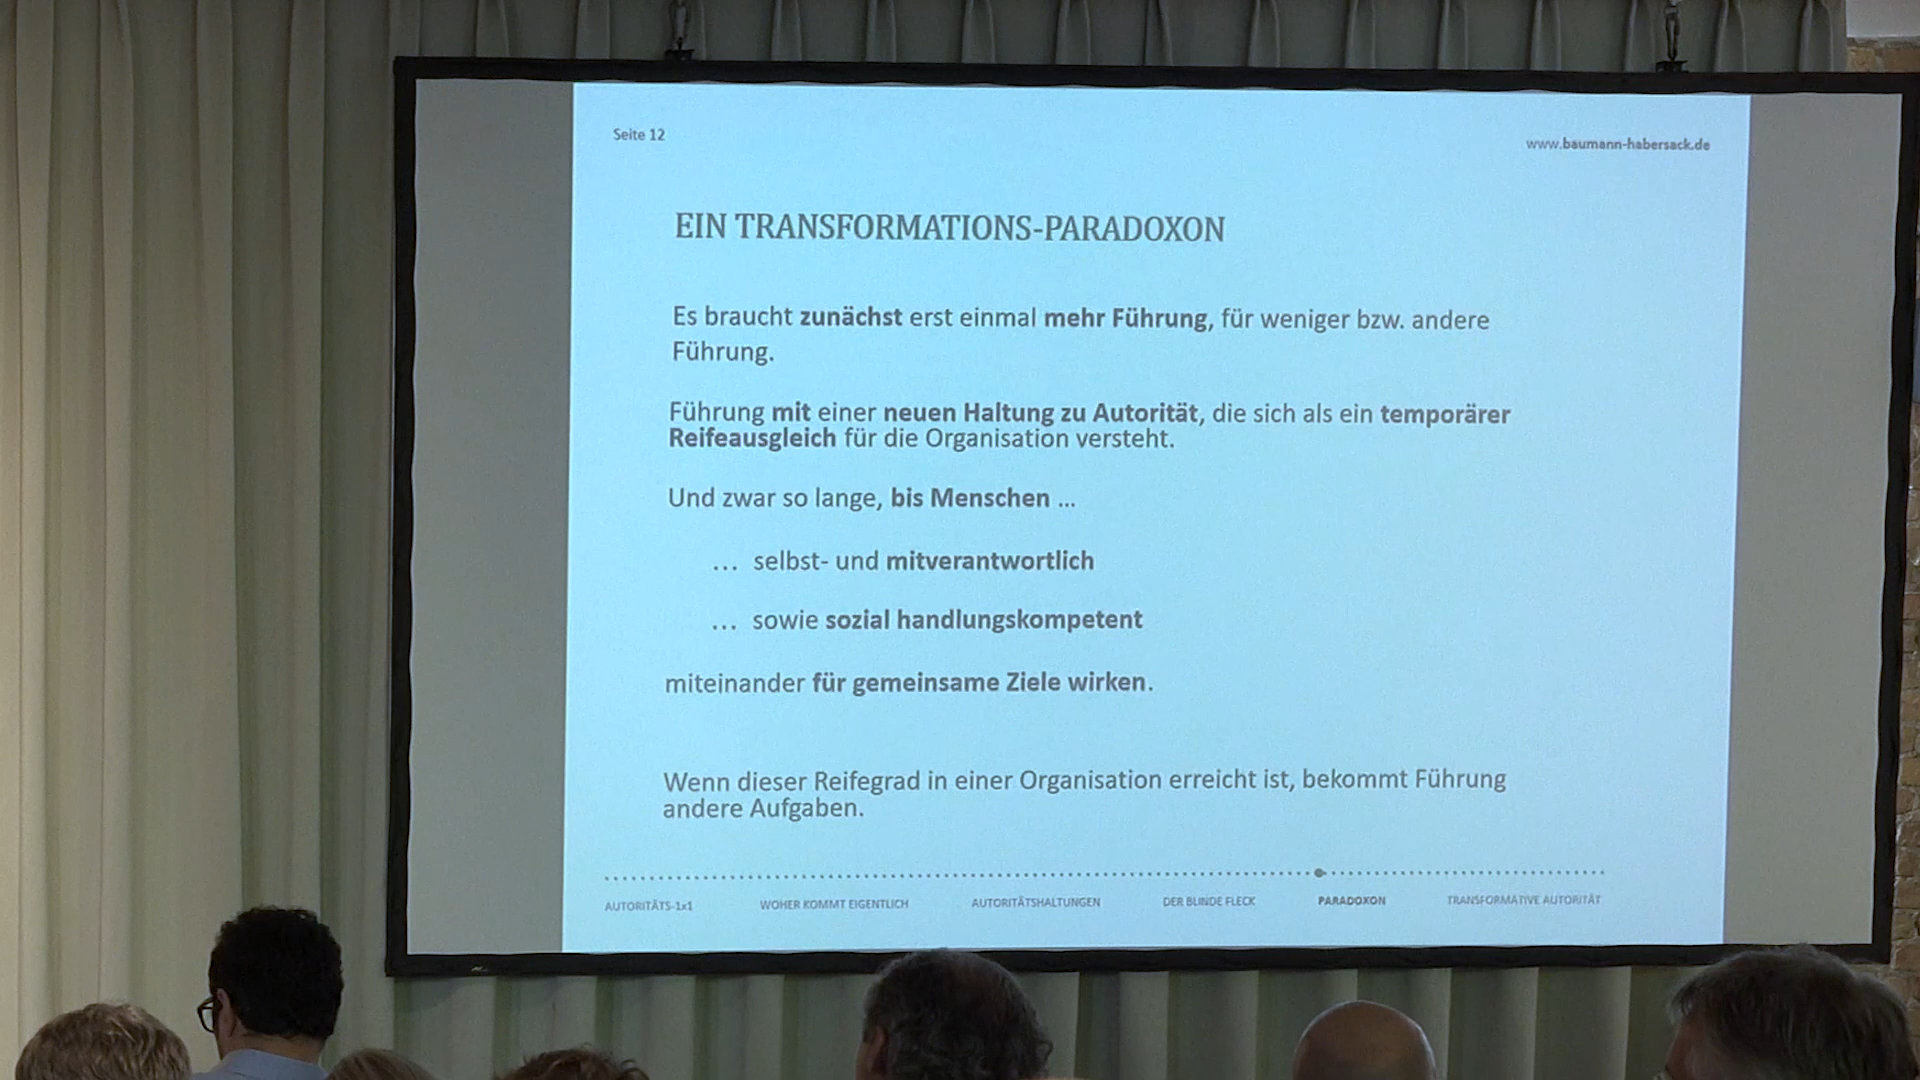 Seite 12
www.baumann-habersack.de
EIN TRANSFORMATIONS-PARADOXON
Es braucht zunächst erst einmal mehr Führung, für weniger bzw. andere
Führung.
Führung mit einer neuen Haltung zu Autorität, die sich als ein temporärer
Reifeausgleich für die Organisation versteht.
Und zwar so lange, bis Menschen ...
... selbst- und mitverantwortlich
... sowie sozial handlungskompetent
miteinander für gemeinsame Ziele wirken.
Wenn dieser Reifegrad in einer Organisation erreicht ist, bekommt Führung
andere Aufgaben.
AUTORITÄTS-1x1
WOHER KOMMT EIGENTLICH
AUTORITÄTSHALTUNGEN
DER BLINDE FLECK
PARADOXON
TRANSFORMATIVE AUTORITÄT